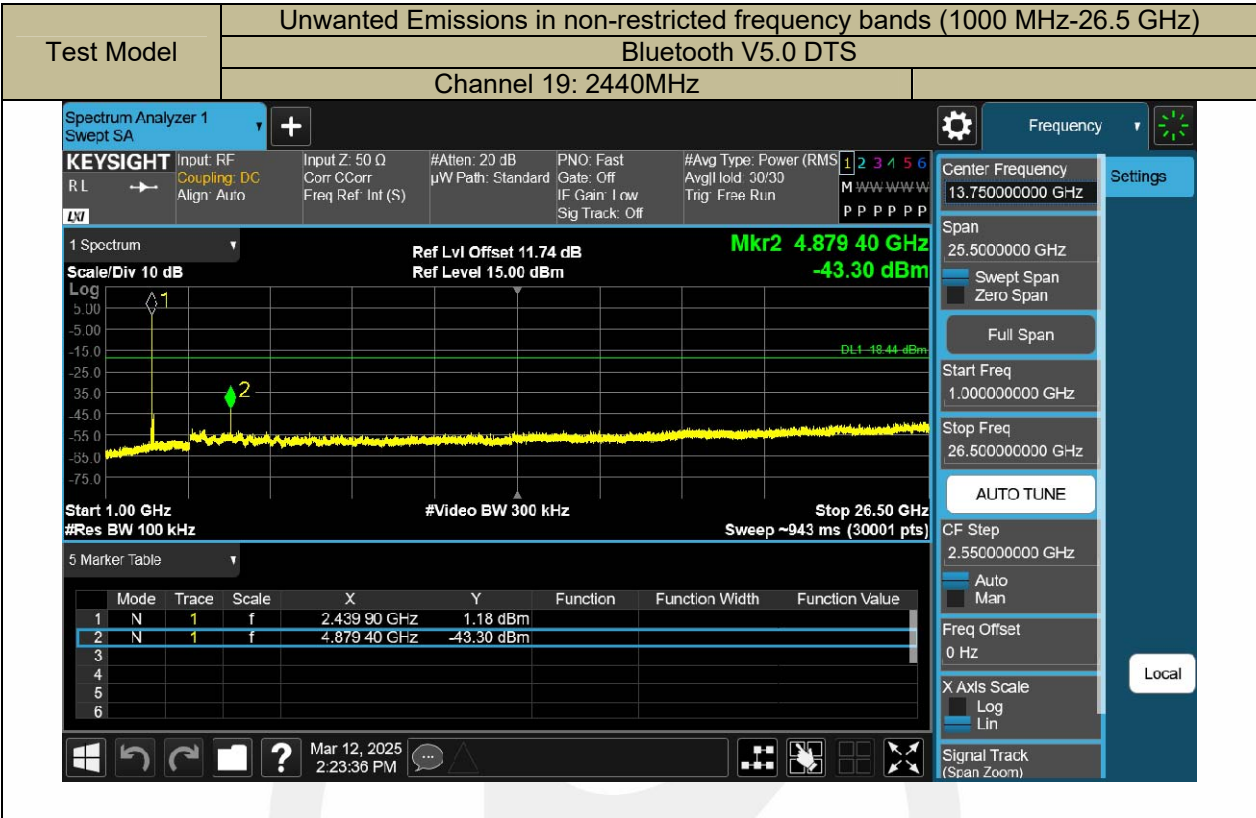 Test Model
Unwanted Emissions in non-restricted frequency bands (1000 MHz-26.5 GHz)
Bluetooth V5.0 DTS
Channel 19: 2440MHz
Spectrum Analyzer 1
Swept SA
Frequency
KEYSIGHT
R L
LXI
Input: RF
Coupling: DC
Align: Auto
Input Z: 50 Ω
Corr CCorr
Freq Ref: Int (S)
#Atten: 20 dB
µW Path: Standard
PNO: Fast
Gate: Off
IF Gain: Low
Sig Track: Off
#Avg Type: Power (RMS
Avg|Hold: 30/30
Trig: Free Run
1 2 3 4 5 6
M W W W W W
P P P P P P
1 Spectrum
Scale/Div 10 dB
Ref Lvl Offset 11.74 dB
Ref Level 15.00 dBm
Mkr2 4.879 40 GHz
-43.30 dBm
Log
5.00
-5.00
-15.0
-25.0
35.0
-45.0
-55.0
-65.0
-75.0
1
2
DL1 -18.44 dBm
Start 1.00 GHz
#Res BW 100 kHz
#Video BW 300 kHz
Stop 26.50 GHz
Sweep ~943 ms (30001 pts)
5 Marker Table
Mode Trace Scale X Y Function Function Width Function Value
1 N 1 f 2.439 90 GHz 1.18 dBm
2 N 1 f 4.879 40 GHz -43.30 dBm
3
4
5
6
Mar 12, 2025
2:23:36 PM
Center Frequency
13.750000000 GHz
Settings
Span
25.5000000 GHz
Swept Span
Zero Span
Full Span
Start Freq
1.000000000 GHz
Stop Freq
26.500000000 GHz
AUTO TUNE
CF Step
2.550000000 GHz
Auto
Man
Freq Offset
0 Hz
X Axis Scale
Log
Lin
Local
Signal Track
(Span Zoom)